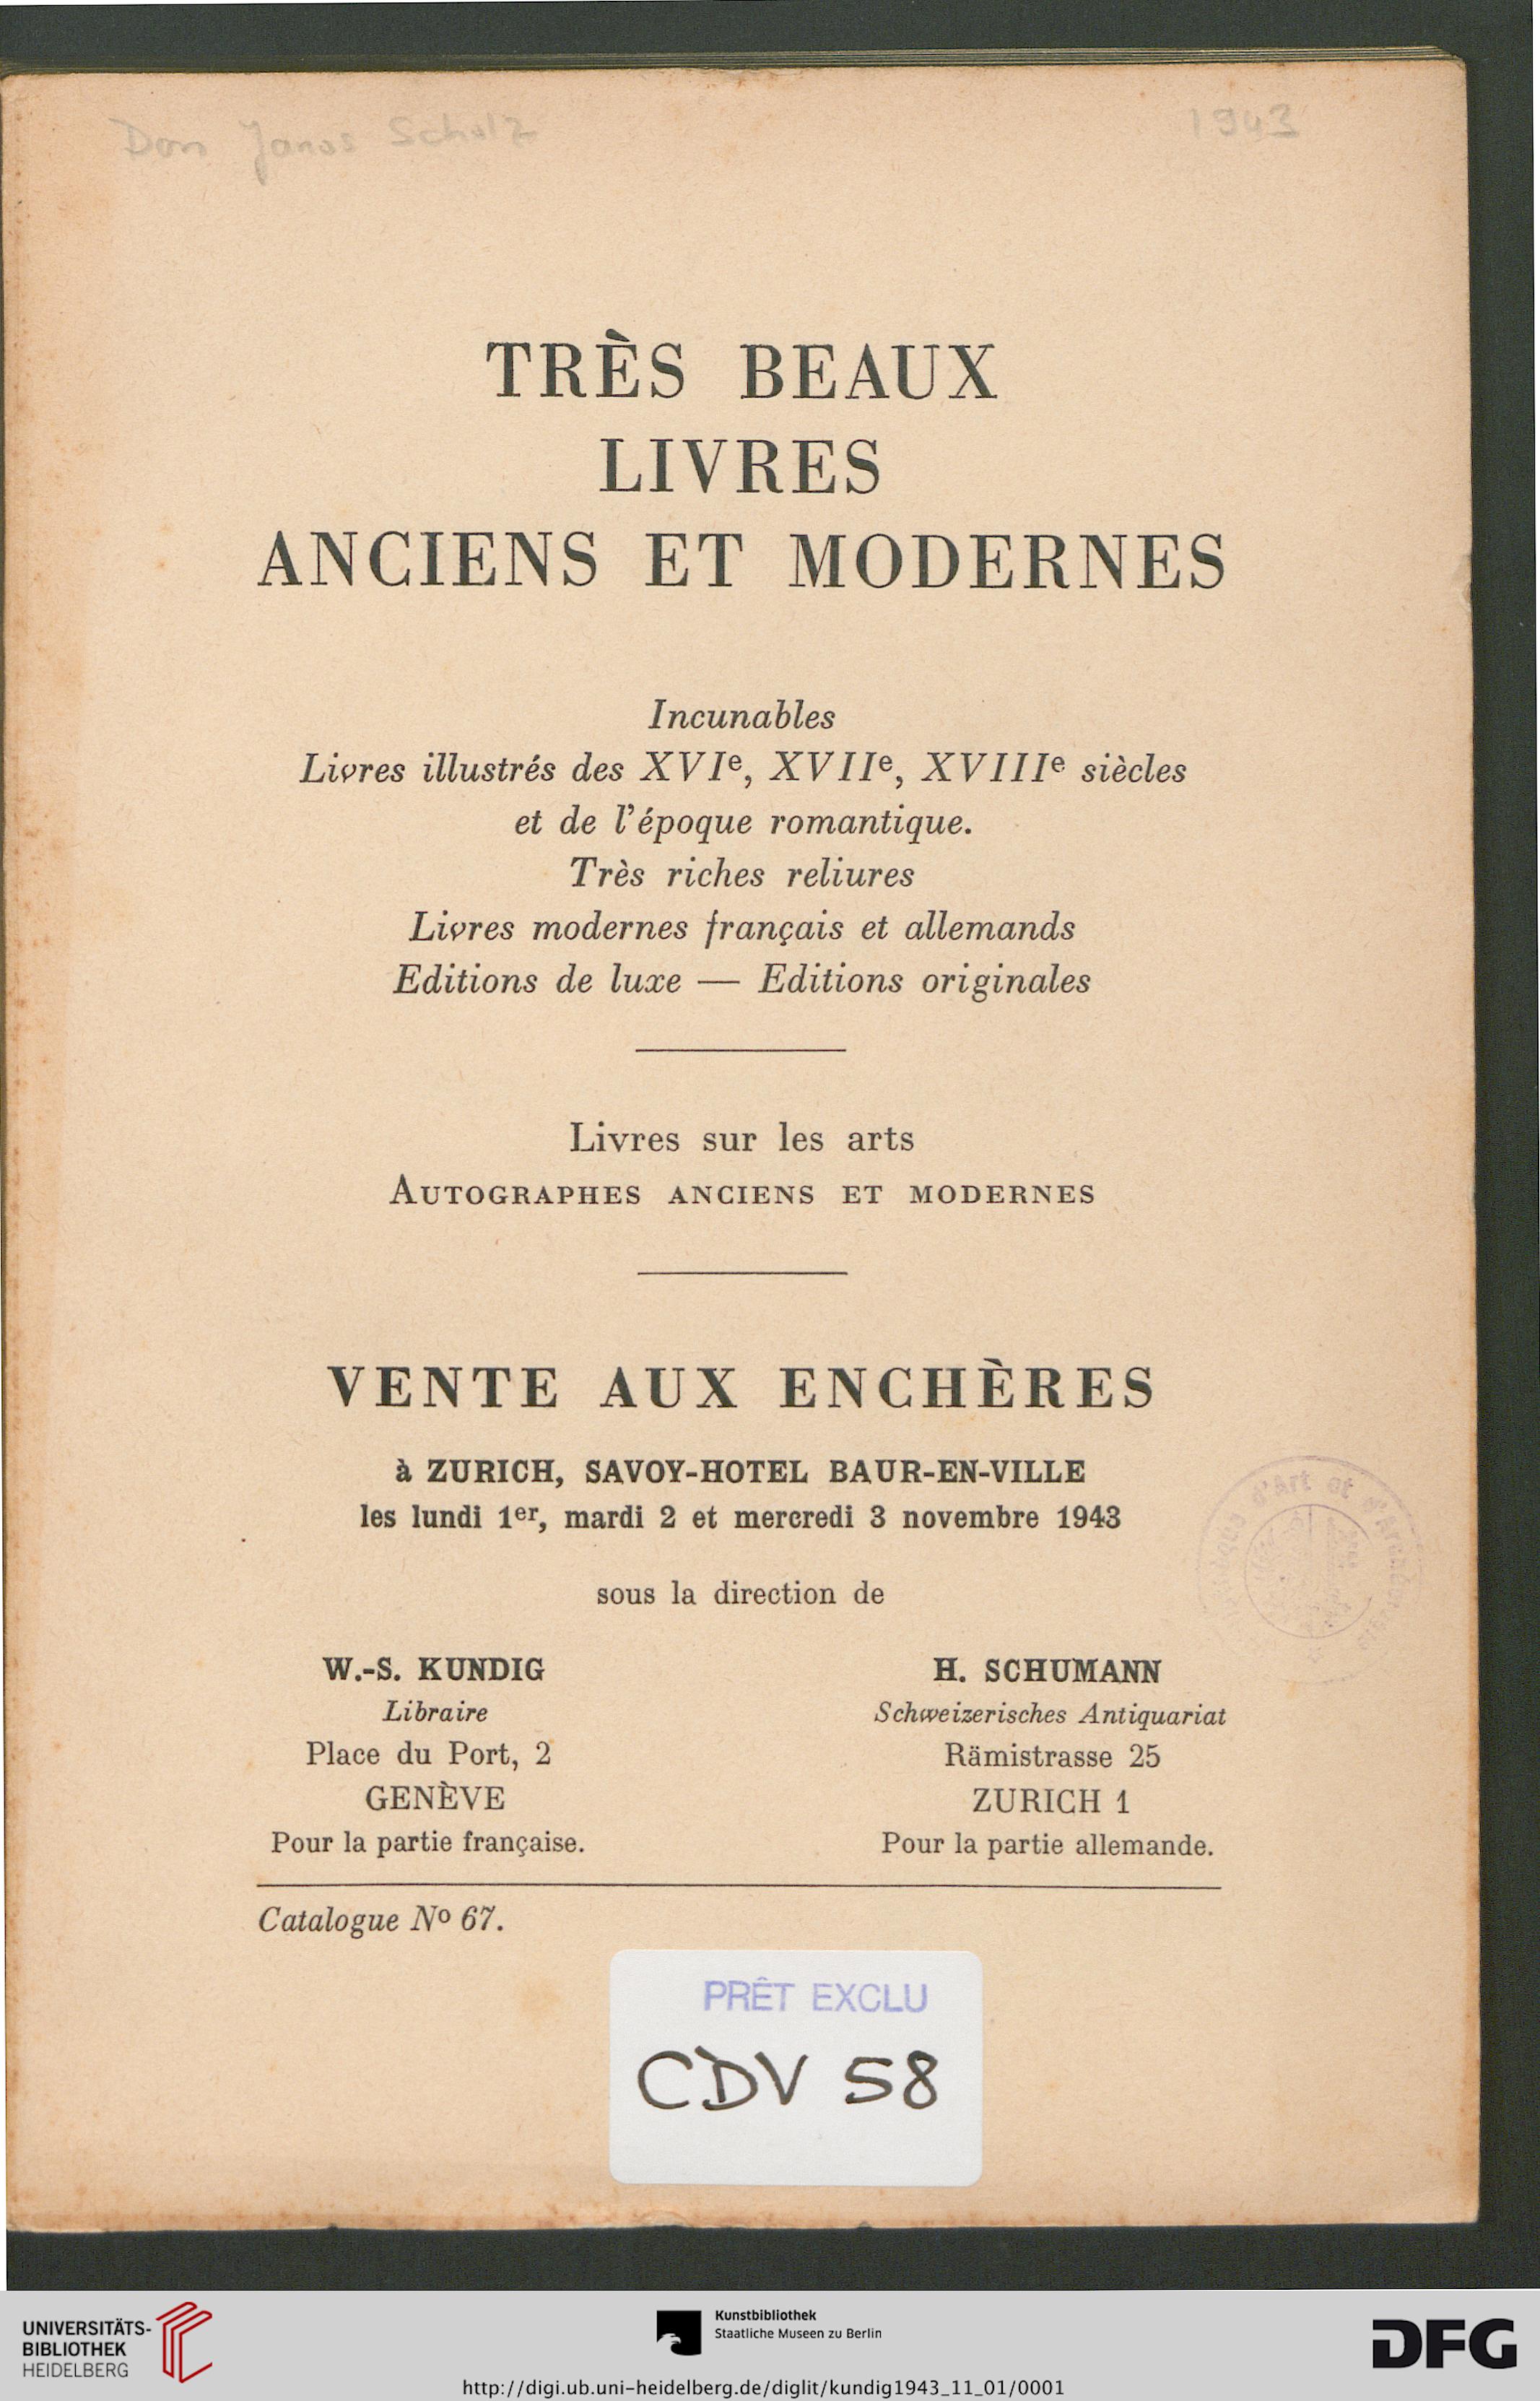 Don Janos Scholz
1943
TRÈS BEAUX
LIVRES
ANCIENS ET MODERNES
Incunables
Livres illustrés des XVIe, XVIIe, XVIIIe siècles
et de l'époque romantique.
Très riches reliures
Livres modernes français et allemands
Editions de luxe — Editions originales
Livres sur les arts
AUTOGRAPHES ANCIENS ET MODERNES
VENTE AUX ENCHÈRES
à ZURICH, SAVOY-HOTEL BAUR-EN-VILLE
les lundi 1er, mardi 2 et mercredi 3 novembre 1943
d'Art et d'Archéologie
sous la direction de
W.-S. KUNDIG
Libraire
Place du Port, 2
GENÈVE
Pour la partie française.
H. SCHUMANN
Schweizerisches Antiquariat
Rämistrasse 25
ZURICH 1
Pour la partie allemande.
Catalogue No 67.
PRÊT EXCLU
CDV 58
UNIVERSITÄTS-
BIBLIOTHEK
HEIDELBERG
Kunstbibliothek
Staatliche Museen zu Berlin
http://digi.ub.uni-heidelberg.de/diglit/kundig1943_11_01/0001
DFG